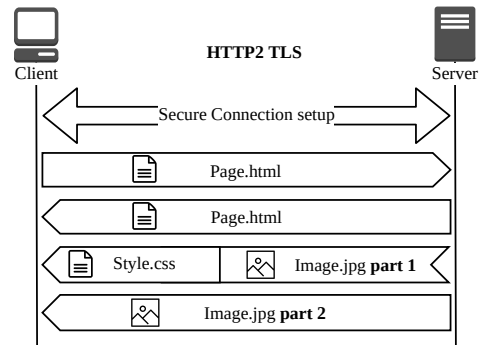 HTTP2 TLS
Client
Server
Secure Connection setup
Page.html
Page.html
Style.css Image.jpg part 1
Image.jpg part 2